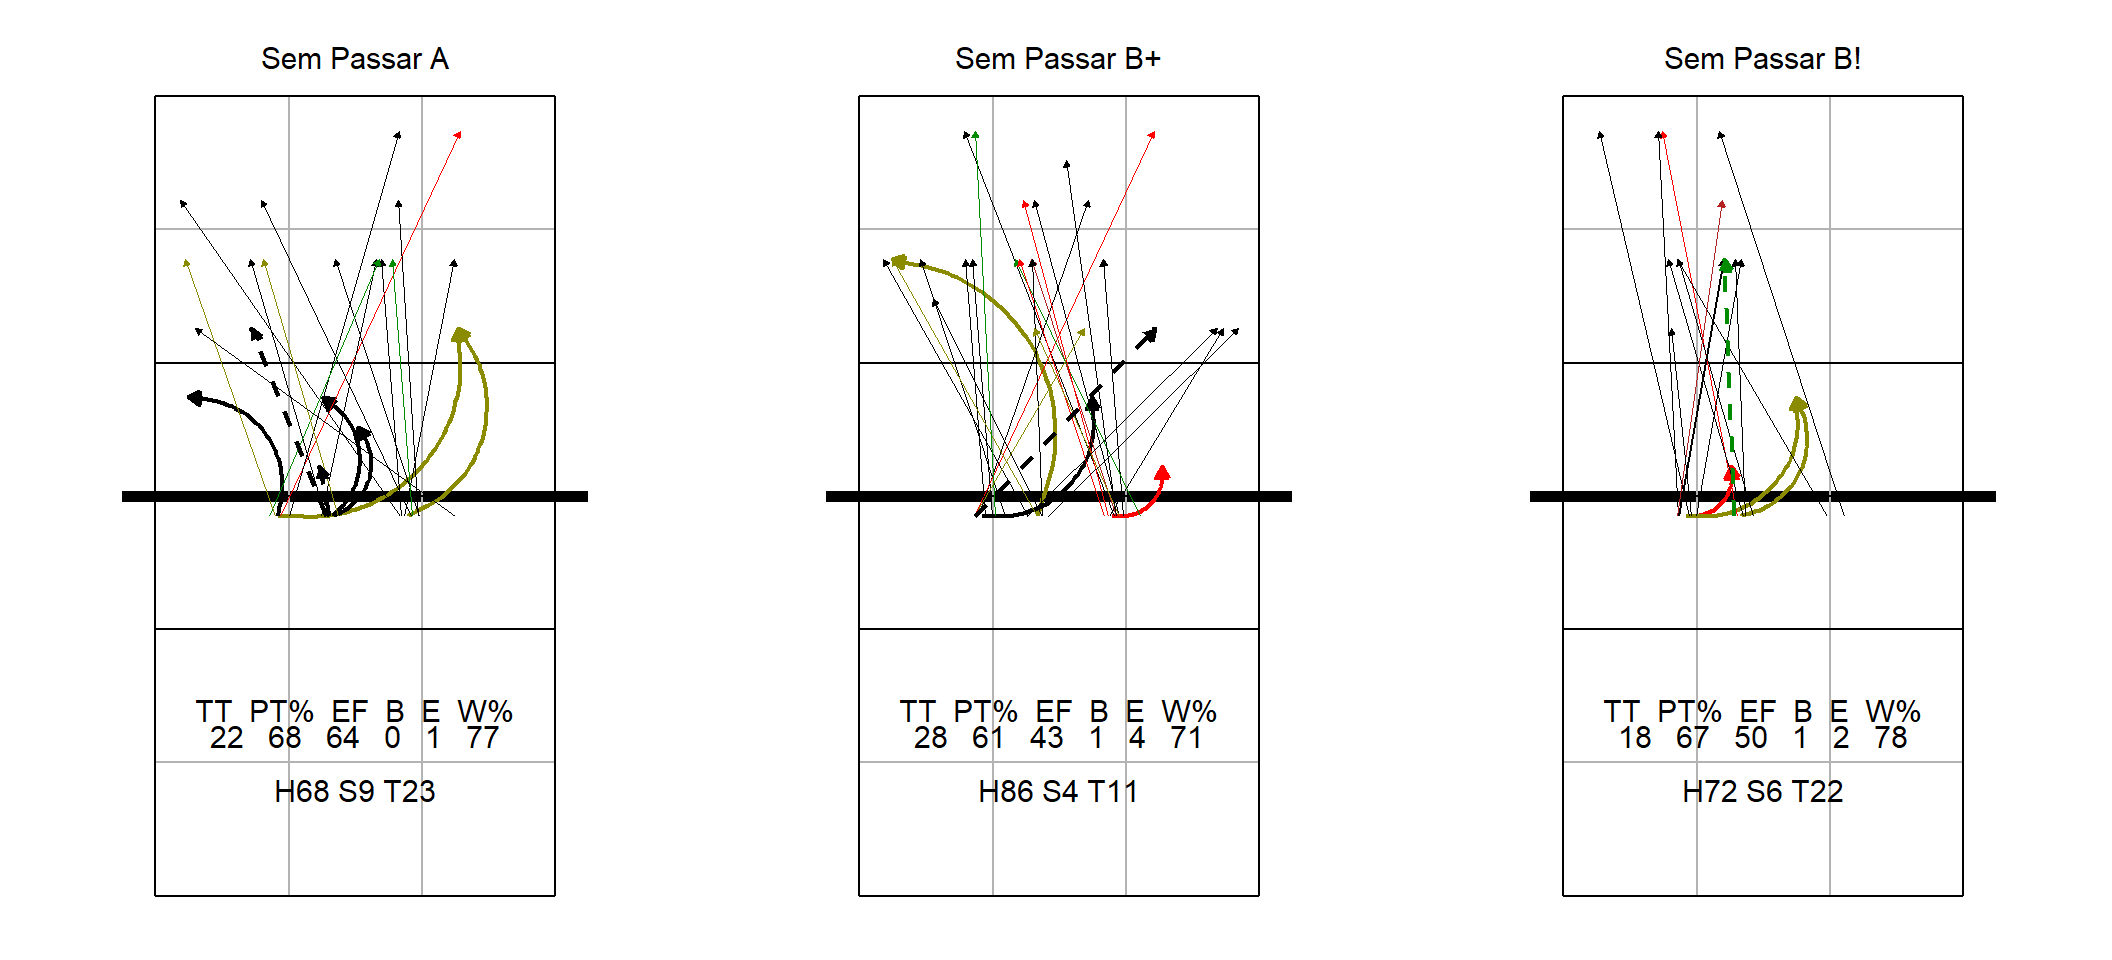 Sem Passar A
TT PT% EF B E W%
22 68 64 0 1 77
H68 S9 T23
Sem Passar B+
TT PT% EF B E W%
28 61 43 1 4 71
H86 S4 T11
Sem Passar B!
TT PT% EF B E W%
18 67 50 1 2 78
H72 S6 T22